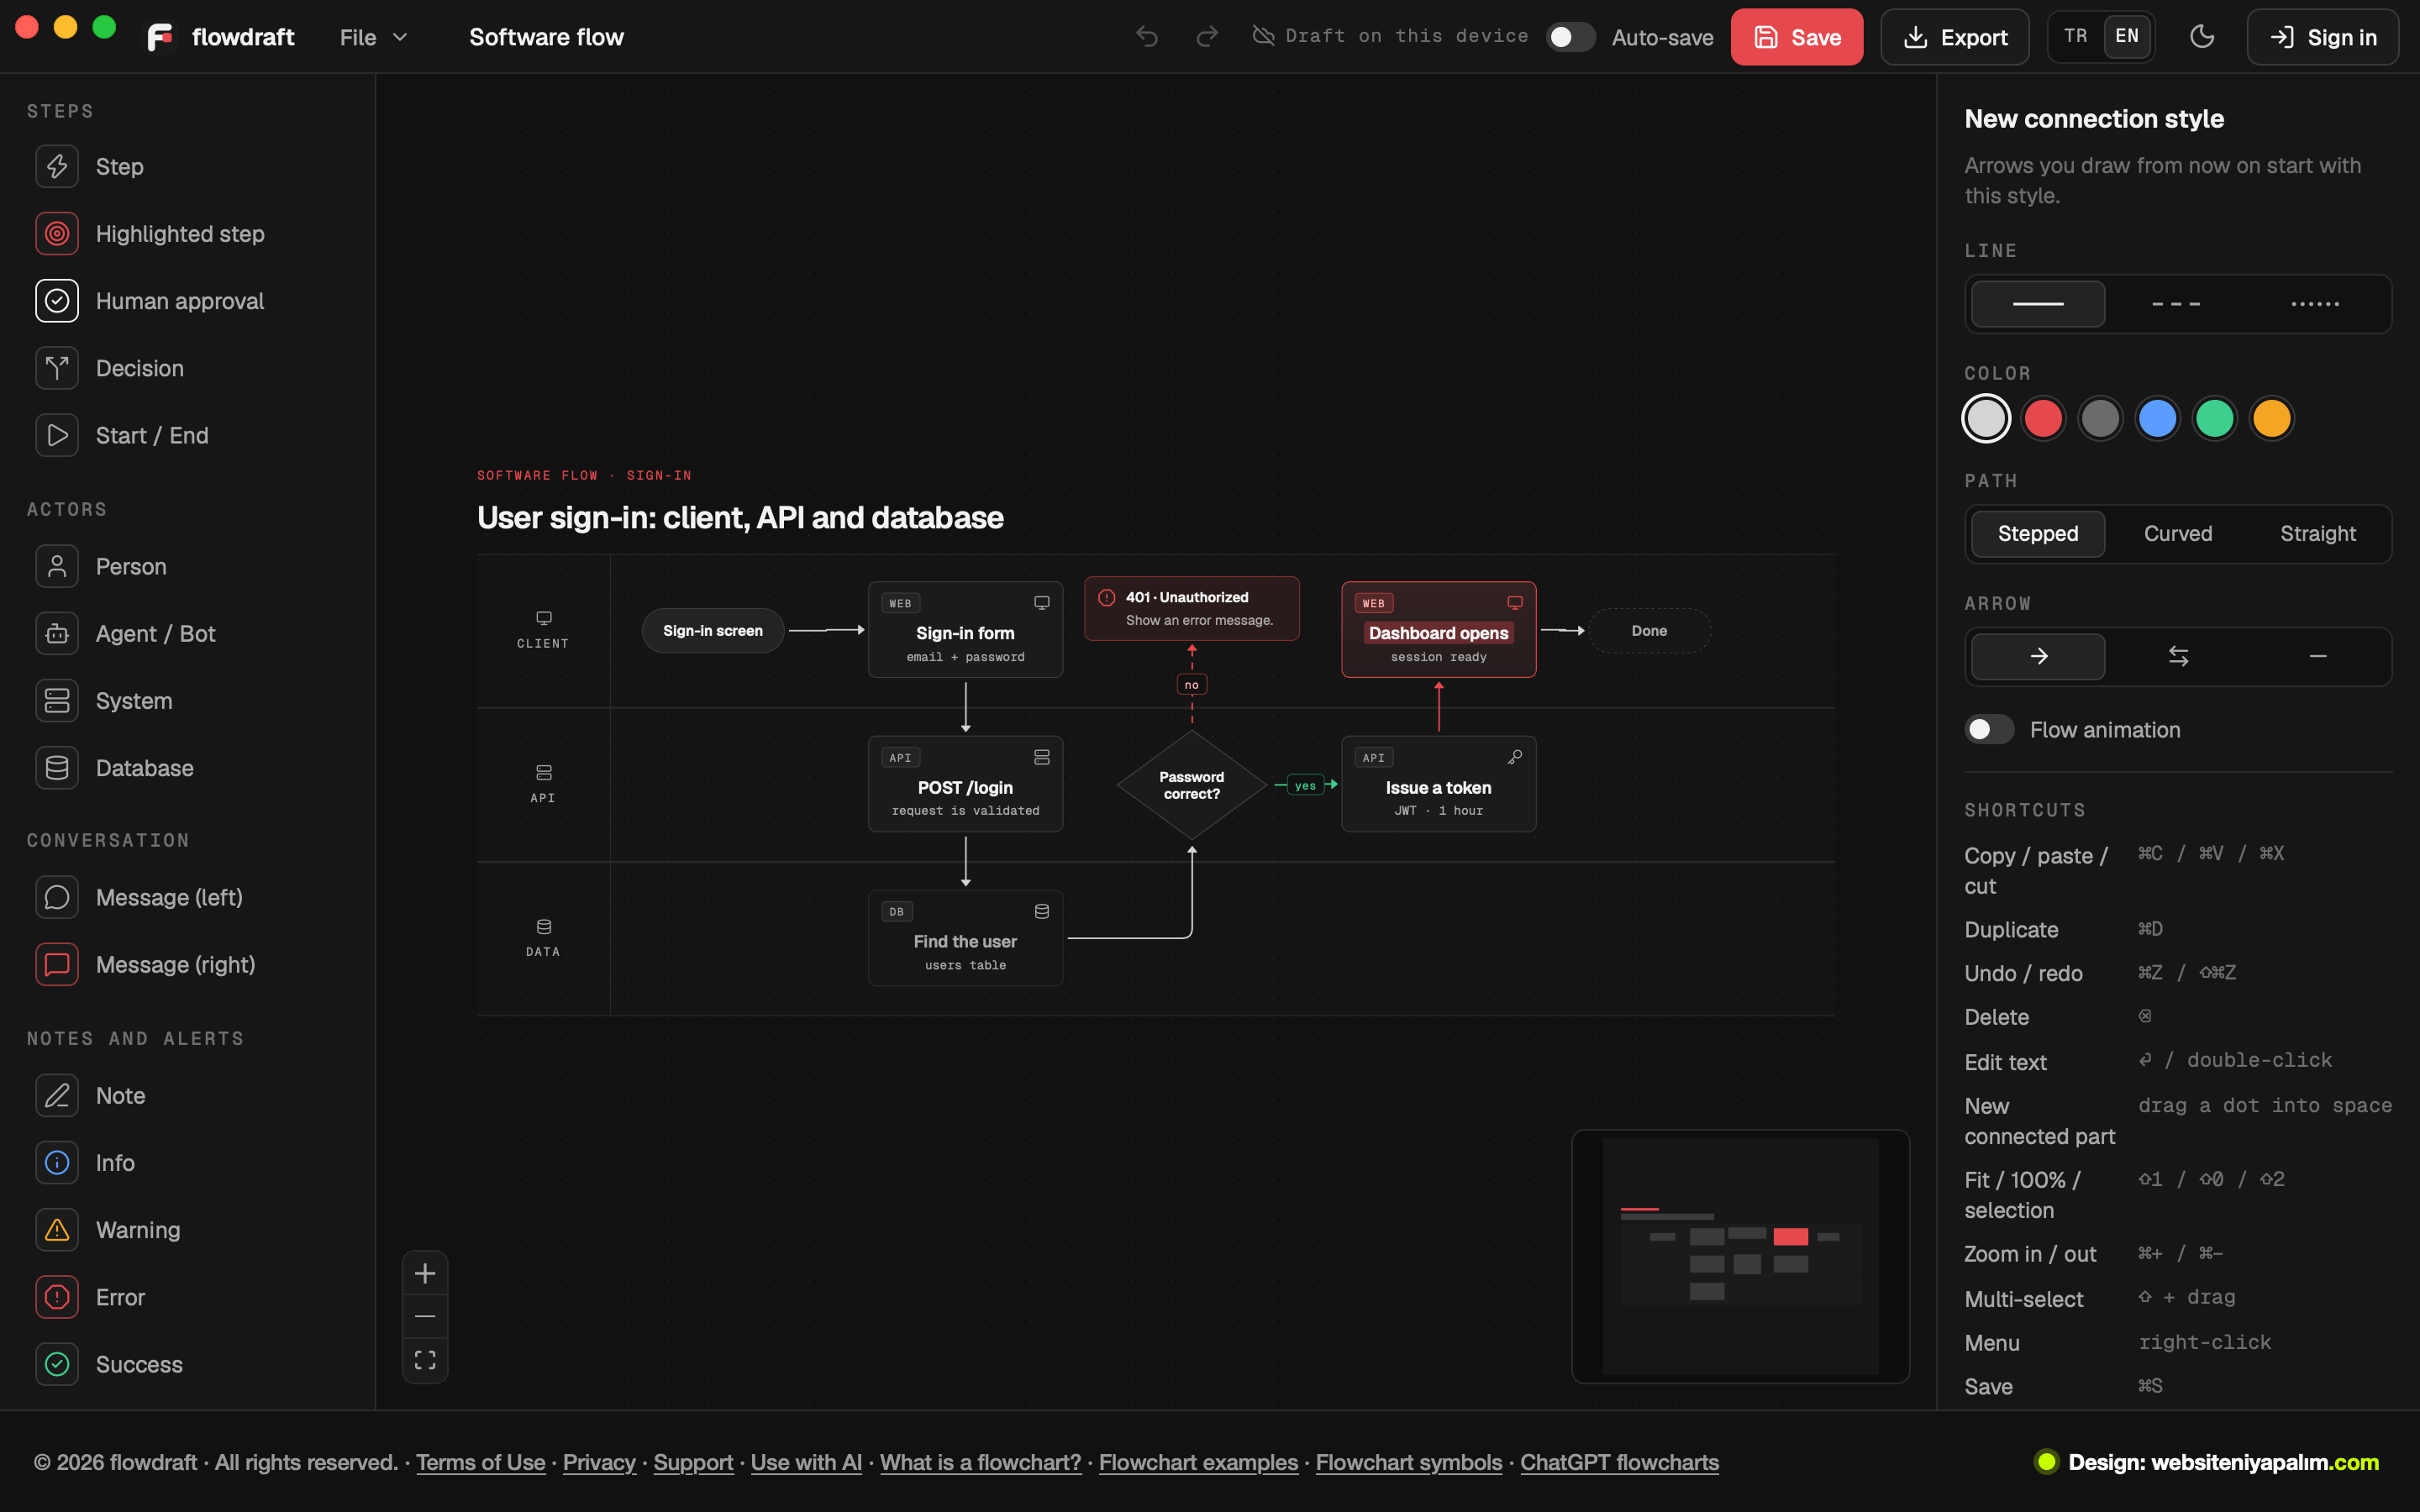 flowdraft
File
Software flow
Draft on this device
Auto-save
Save
Export
TR
EN
Sign in
STEPS
Step
Highlighted step
Human approval
Decision
Start / End
ACTORS
Person
Agent / Bot
System
Database
CONVERSATION
Message (left)
Message (right)
NOTES AND ALERTS
Note
Info
Warning
Error
Success
SOFTWARE FLOW · SIGN-IN
User sign-in: client, API and database
CLIENT
Sign-in screen
WEB
Sign-in form
email + password
401 · Unauthorized
Show an error message.
WEB
Dashboard opens
session ready
Done
no
API
API
POST /login
request is validated
Password
correct?
yes
API
Issue a token
JWT · 1 hour
DATA
DB
Find the user
users table
New connection style
Arrows you draw from now on start with
this style.
LINE
COLOR
PATH
Stepped
Curved
Straight
ARROW
Flow animation
SHORTCUTS
Copy / paste /
cut
⌘C / ⌘V / ⌘X
Duplicate
⌘D
Undo / redo
⌘Z / ⇧⌘Z
Delete
⌫
Edit text
⏎ / double-click
New
connected part
drag a dot into space
Fit / 100% /
selection
⇧1 / ⇧0 / ⇧2
Zoom in / out
⌘+ / ⌘−
Multi-select
⇧ + drag
Menu
right-click
Save
⌘S
© 2026 flowdraft · All rights reserved. · Terms of Use · Privacy · Support · Use with AI · What is a flowchart? · Flowchart examples · Flowchart symbols · ChatGPT flowcharts
Design: websiteniyapalım.com